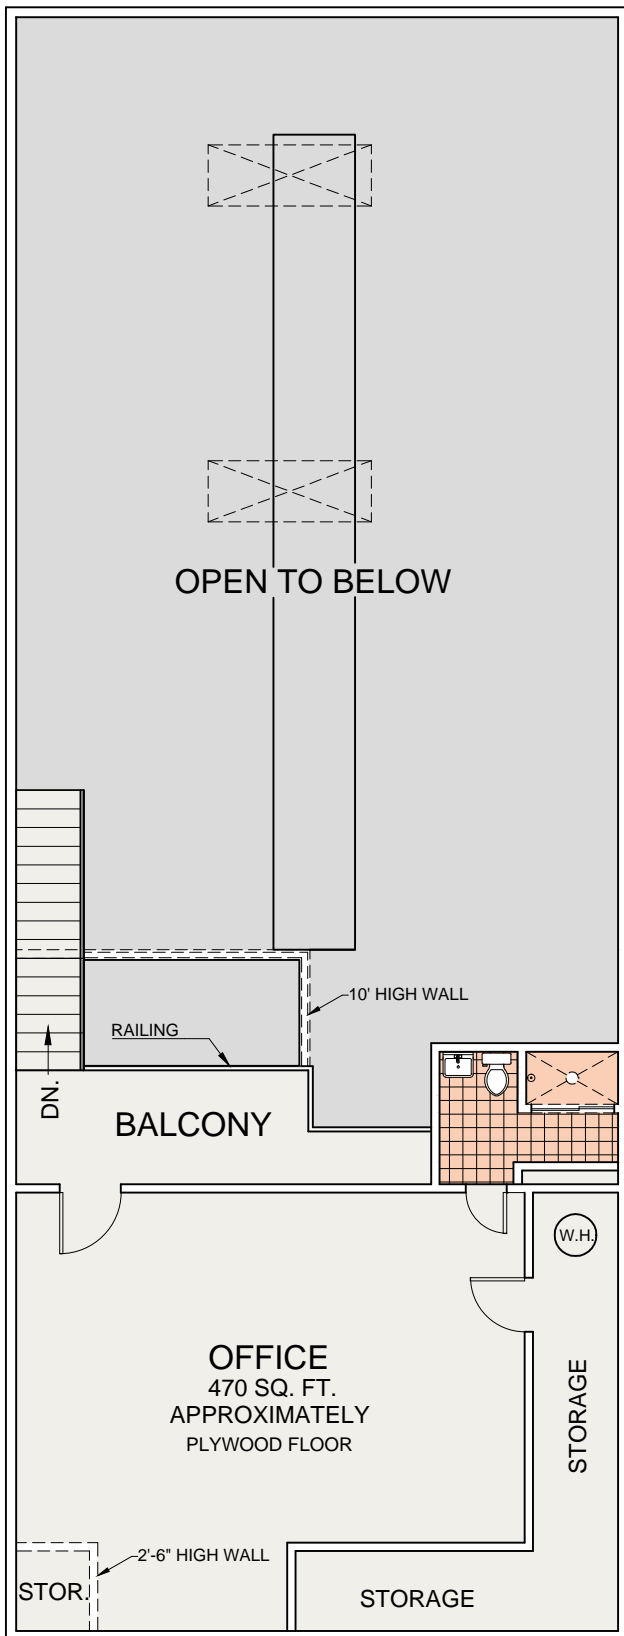 OPEN TO BELOW
10' HIGH WALL
RAILING
DN.
BALCONY
W.H.
OFFICE
470 SQ. FT.
APPROXIMATELY
PLYWOOD FLOOR
STORAGE
2'-6" HIGH WALL
STOR.
STORAGE